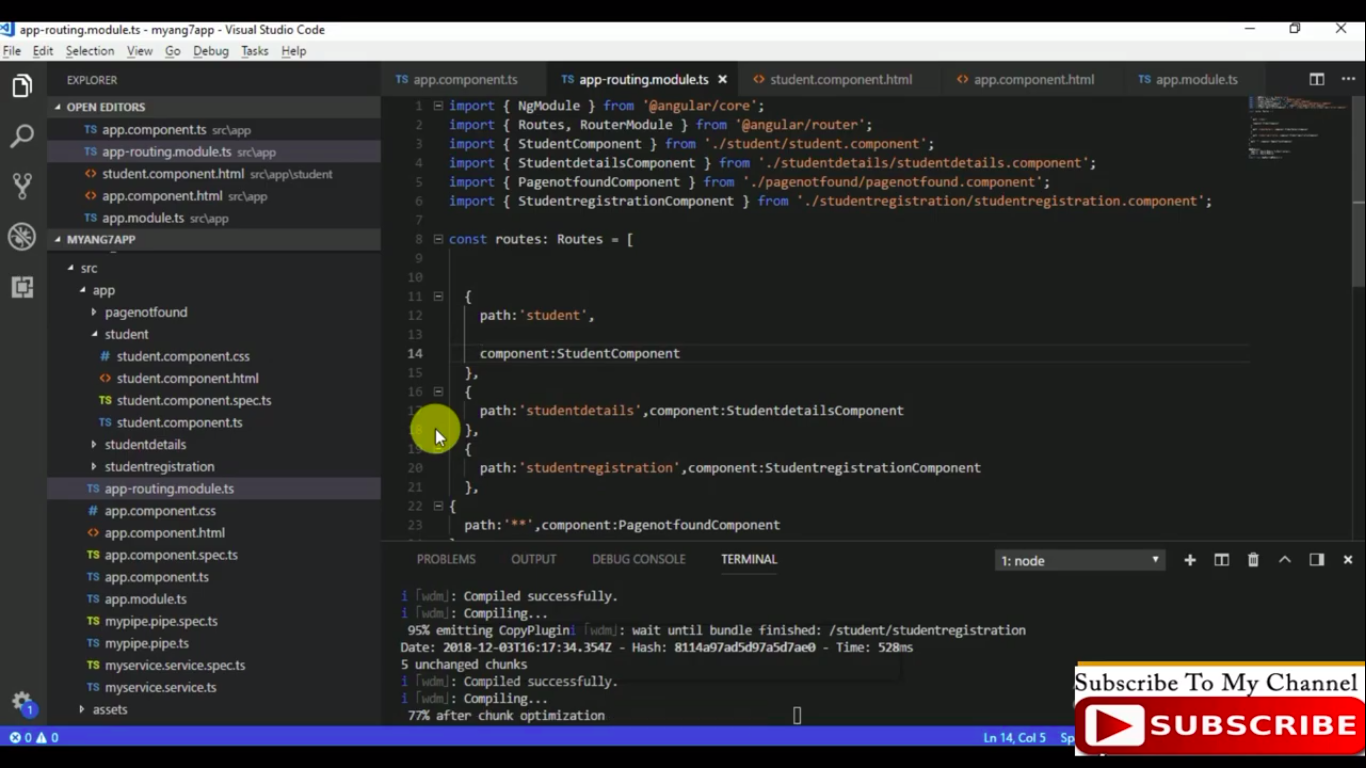 app-routing.module.ts - myang7app - Visual Studio Code
File Edit Selection View Go Debug Tasks Help
EXPLORER
OPEN EDITORS
TS app.component.ts src\app
TS app-routing.module.ts src\app
<> student.component.html src\app\student
<> app.component.html src\app
TS app.module.ts src\app
MYANG7APP
src
app
pagenotfound
student
# student.component.css
<> student.component.html
TS student.component.spec.ts
TS student.component.ts
studentdetails
studentregistration
TS app-routing.module.ts
# app.component.css
<> app.component.html
TS app.component.spec.ts
TS app.component.ts
TS app.module.ts
TS mypipe.pipe.spec.ts
TS mypipe.pipe.ts
TS myservice.service.spec.ts
TS myservice.service.ts
assets
TS app.component.ts TS app-routing.module.ts <> student.component.html <> app.component.html TS app.module.ts
1 import { NgModule } from '@angular/core';
2 import { Routes, RouterModule } from '@angular/router';
3 import { StudentComponent } from './student/student.component';
4 import { StudentdetailsComponent } from './studentdetails/studentdetails.component';
5 import { PagenotfoundComponent } from './pagenotfound/pagenotfound.component';
6 import { StudentregistrationComponent } from './studentregistration/studentregistration.component';
7
8 const routes: Routes = [
9
10
11 {
12 path:'student',
13
14 component:StudentComponent
15 },
16 {
17 path:'studentdetails',component:StudentdetailsComponent
18 },
19 {
20 path:'studentregistration',component:StudentregistrationComponent
21 },
22 {
23 path:'**',component:PagenotfoundComponent
PROBLEMS OUTPUT DEBUG CONSOLE TERMINAL 1: node
i ｢wdm｣: Compiled successfully.
i ｢wdm｣: Compiling...
95% emitting CopyPlugini ｢wdm｣: wait until bundle finished: /student/studentregistration
Date: 2018-12-03T16:17:34.354Z - Hash: 8114a97ad5d97a5d7ae0 - Time: 528ms
5 unchanged chunks
i ｢wdm｣: Compiled successfully.
i ｢wdm｣: Compiling...
77% after chunk optimization
1
0 0 Ln 14, Col 5
Subscribe To My Channel
SUBSCRIBE